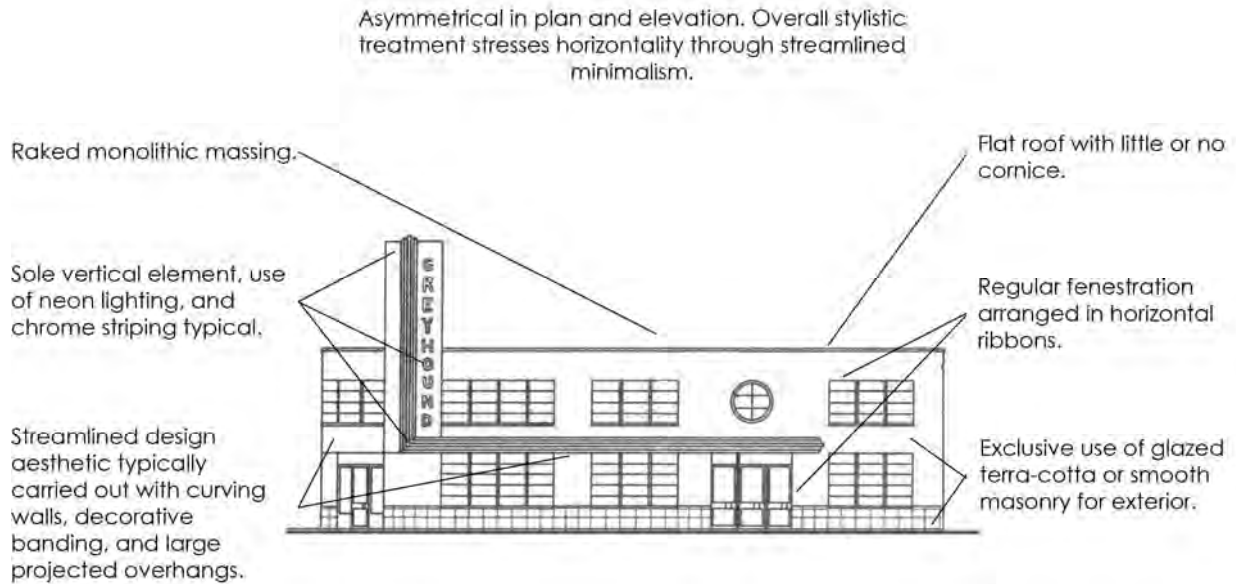 Asymmetrical in plan and elevation. Overall stylistic
treatment stresses horizontality through streamlined
minimalism.
Raked monolithic massing.
Flat roof with little or no
cornice.
Sole vertical element, use
of neon lighting, and
chrome striping typical.
GREYHOUND
Regular fenestration
arranged in horizontal
ribbons.
Streamlined design
aesthetic typically
carried out with curving
walls, decorative
banding, and large
projected overhangs.
Exclusive use of glazed
terra-cotta or smooth
masonry for exterior.